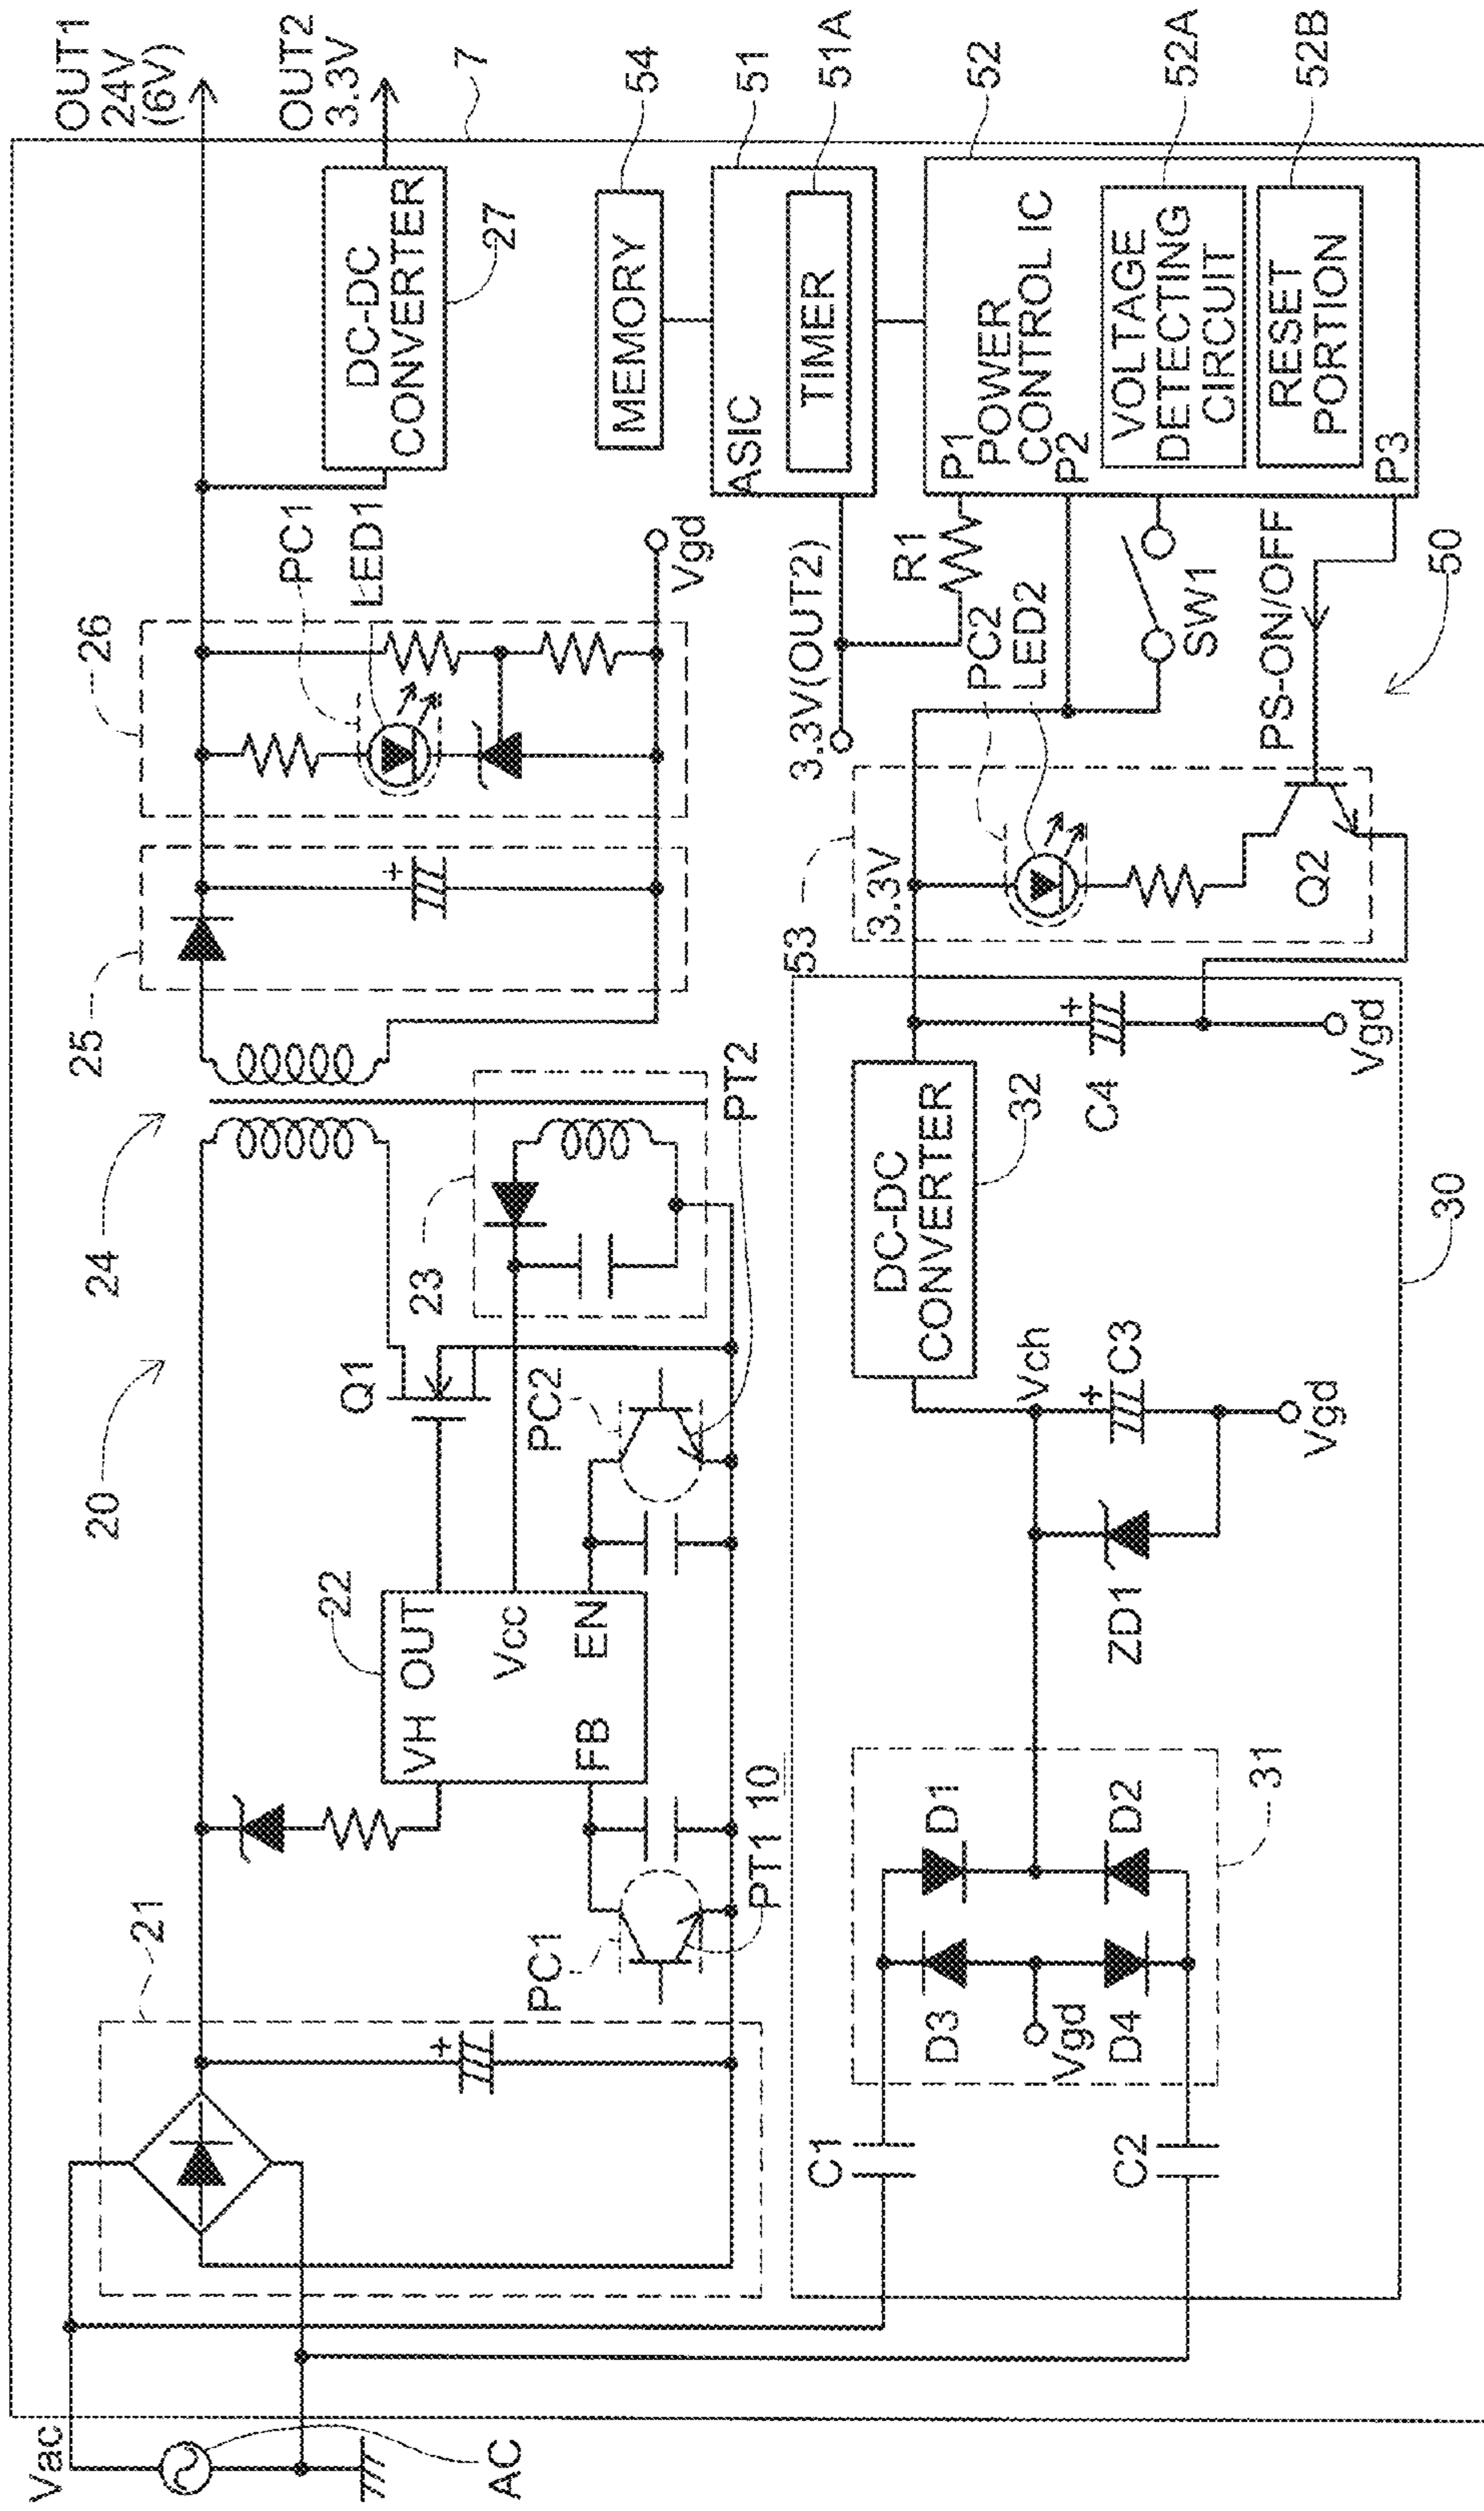 OUT1
24V
(6V)
OUT2
3.3V
7
54
51
51A
52
52A
52B
DC-DC
CONVERTER
27
MEMORY
ASIC
TIMER
P1
POWER
CONTROL IC
P2
VOLTAGE
DETECTING
CIRCUIT
RESET
PORTION
P3
26
PC1
LED1
Vgd
3.3V(OUT2)
R1
PC2
LED2
SW1
PS-ON/OFF
50
25
53
3.3V
Q2
24
23
PT2
DC-DC
CONVERTER
32
C4
Vgd
30
20
Q1
PC2
Vch
C3
Vgd
22
VH
OUT
Vcc
FB
EN
ZD1
21
PC1
PT1
10
D1
D2
D3
D4
Vgd
31
C1
C2
Vac
AC